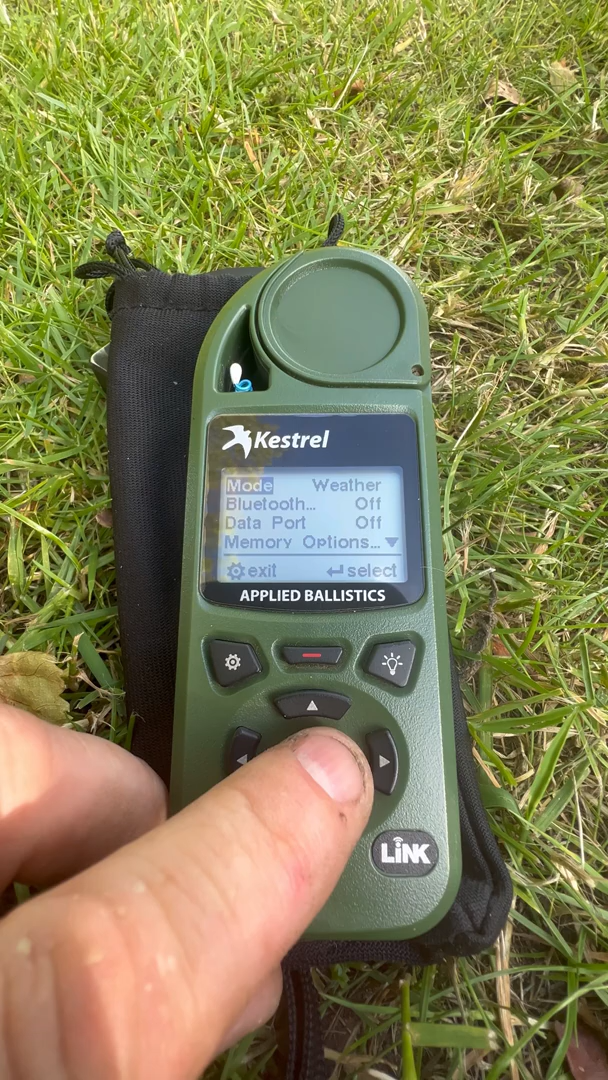 Kestrel
Mode Weather
Bluetooth... Off
Data Port Off
Memory Options...
exit select
APPLIED BALLISTICS
LiNK